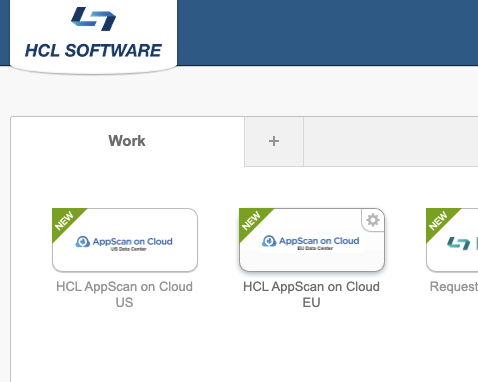 HCL SOFTWARE
Work
+
NEW
AppScan on Cloud
US Data Center
HCL AppScan on Cloud
US
NEW
AppScan on Cloud
EU Data Center
HCL AppScan on Cloud
EU
NEW
Request